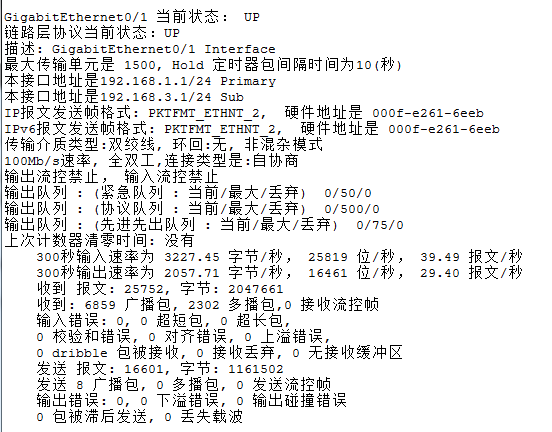 GigabitEthernet0/1 当前状态: UP
链路层协议当前状态:UP
描述: GigabitEthernet0/1 Interface
最大传输单元是 1500, Hold 定时器包间隔时间为10(秒)
本接口地址是192.168.1.1/24 Primary
本接口地址是192.168.3.1/24 Sub
IP报文发送帧格式: PKTFMT_ETHNT_2, 硬件地址是 000f-e261-6eeb
IPv6报文发送帧格式: PKTFMT_ETHNT_2, 硬件地址是 000f-e261-6eeb
传输介质类型:双绞线, 环回:无, 非混杂模式
100Mb/s速率, 全双工,连接类型是:自协商
输出流控禁止, 输入流控禁止
输出队列 : (紧急队列 : 当前/最大/丢弃) 0/50/0
输出队列 : (协议队列 : 当前/最大/丢弃) 0/500/0
输出队列 : (先进先出队列 : 当前/最大/丢弃) 0/75/0
上次计数器清零时间: 没有
300秒输入速率为 3227.45 字节/秒, 25819 位/秒, 39.49 报文/秒
300秒输出速率为 2057.71 字节/秒, 16461 位/秒, 29.40 报文/秒
收到 报文: 25752, 字节: 2047661
收到: 6859 广播包, 2302 多播包,0 接收流控帧
输入错误: 0, 0 超短包, 0 超长包,
0 校验和错误, 0 对齐错误, 0 上溢错误,
0 dribble 包被接收, 0 接收丢弃, 0 无接收缓冲区
发送 报文: 16601, 字节: 1161502
发送 8 广播包, 0 多播包, 0 发送流控帧
输出错误: 0, 0 下溢错误, 0 输出碰撞错误
0 包被滞后发送, 0 丢失载波